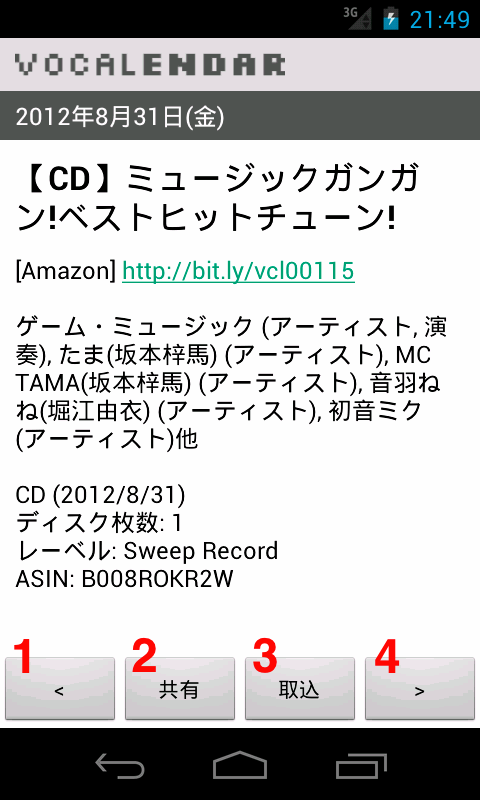 3G 21:49
VOCALENDAR
2012年8月31日(金)
【CD】ミュージックガンガ
ン!ベストヒットチューン!
[Amazon] http://bit.ly/vcl00115
ゲーム・ミュージック (アーティスト, 演
奏), たま(坂本梓馬) (アーティスト), MC
TAMA(坂本梓馬) (アーティスト), 音羽ね
ね(堀江由衣) (アーティスト), 初音ミク
(アーティスト)他
CD (2012/8/31)
ディスク枚数: 1
レーベル: Sweep Record
ASIN: B008ROKR2W
1 2 3 4
< 共有 取込 >